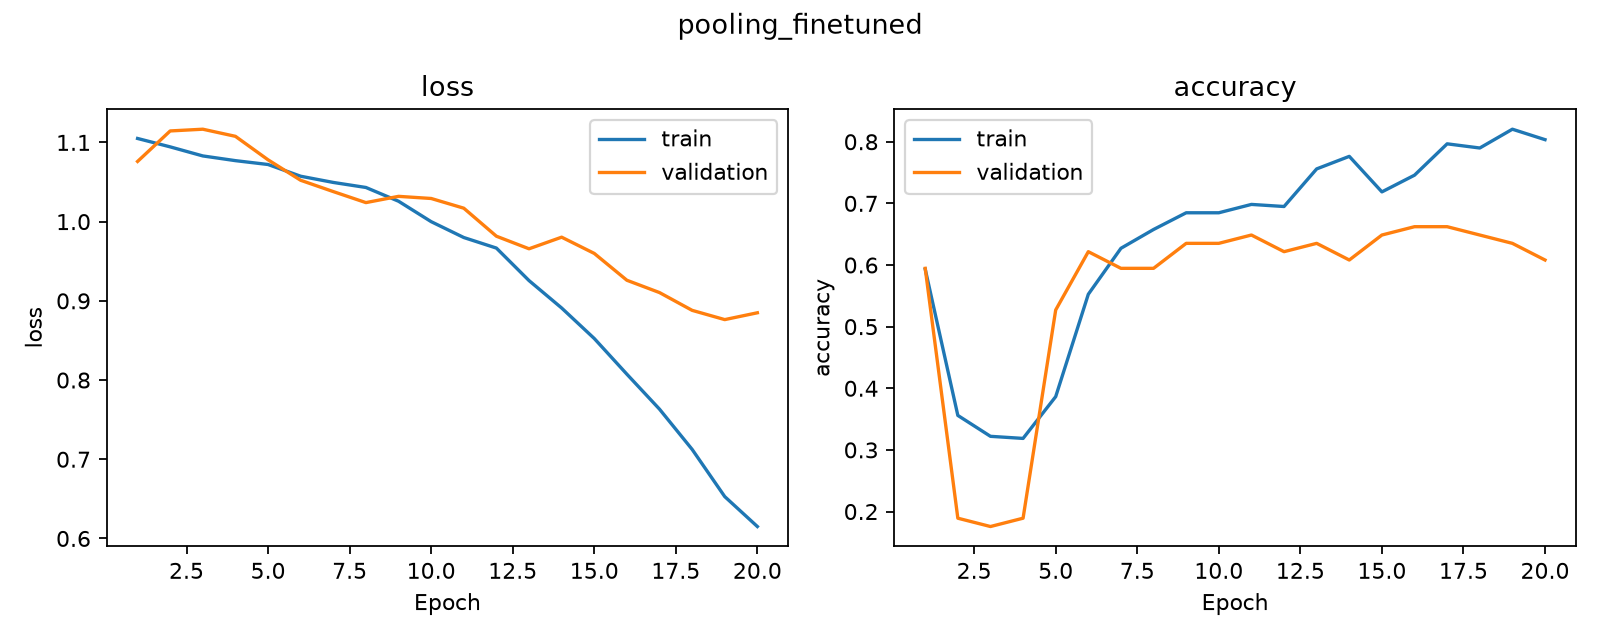 pooling_finetuned
loss
1.1
1.0
0.9
0.8
0.7
0.6
loss
train
validation
2.5 5.0 7.5 10.0 12.5 15.0 17.5 20.0
Epoch
accuracy
0.8
0.7
0.6
0.5
0.4
0.3
0.2
accuracy
train
validation
2.5 5.0 7.5 10.0 12.5 15.0 17.5 20.0
Epoch